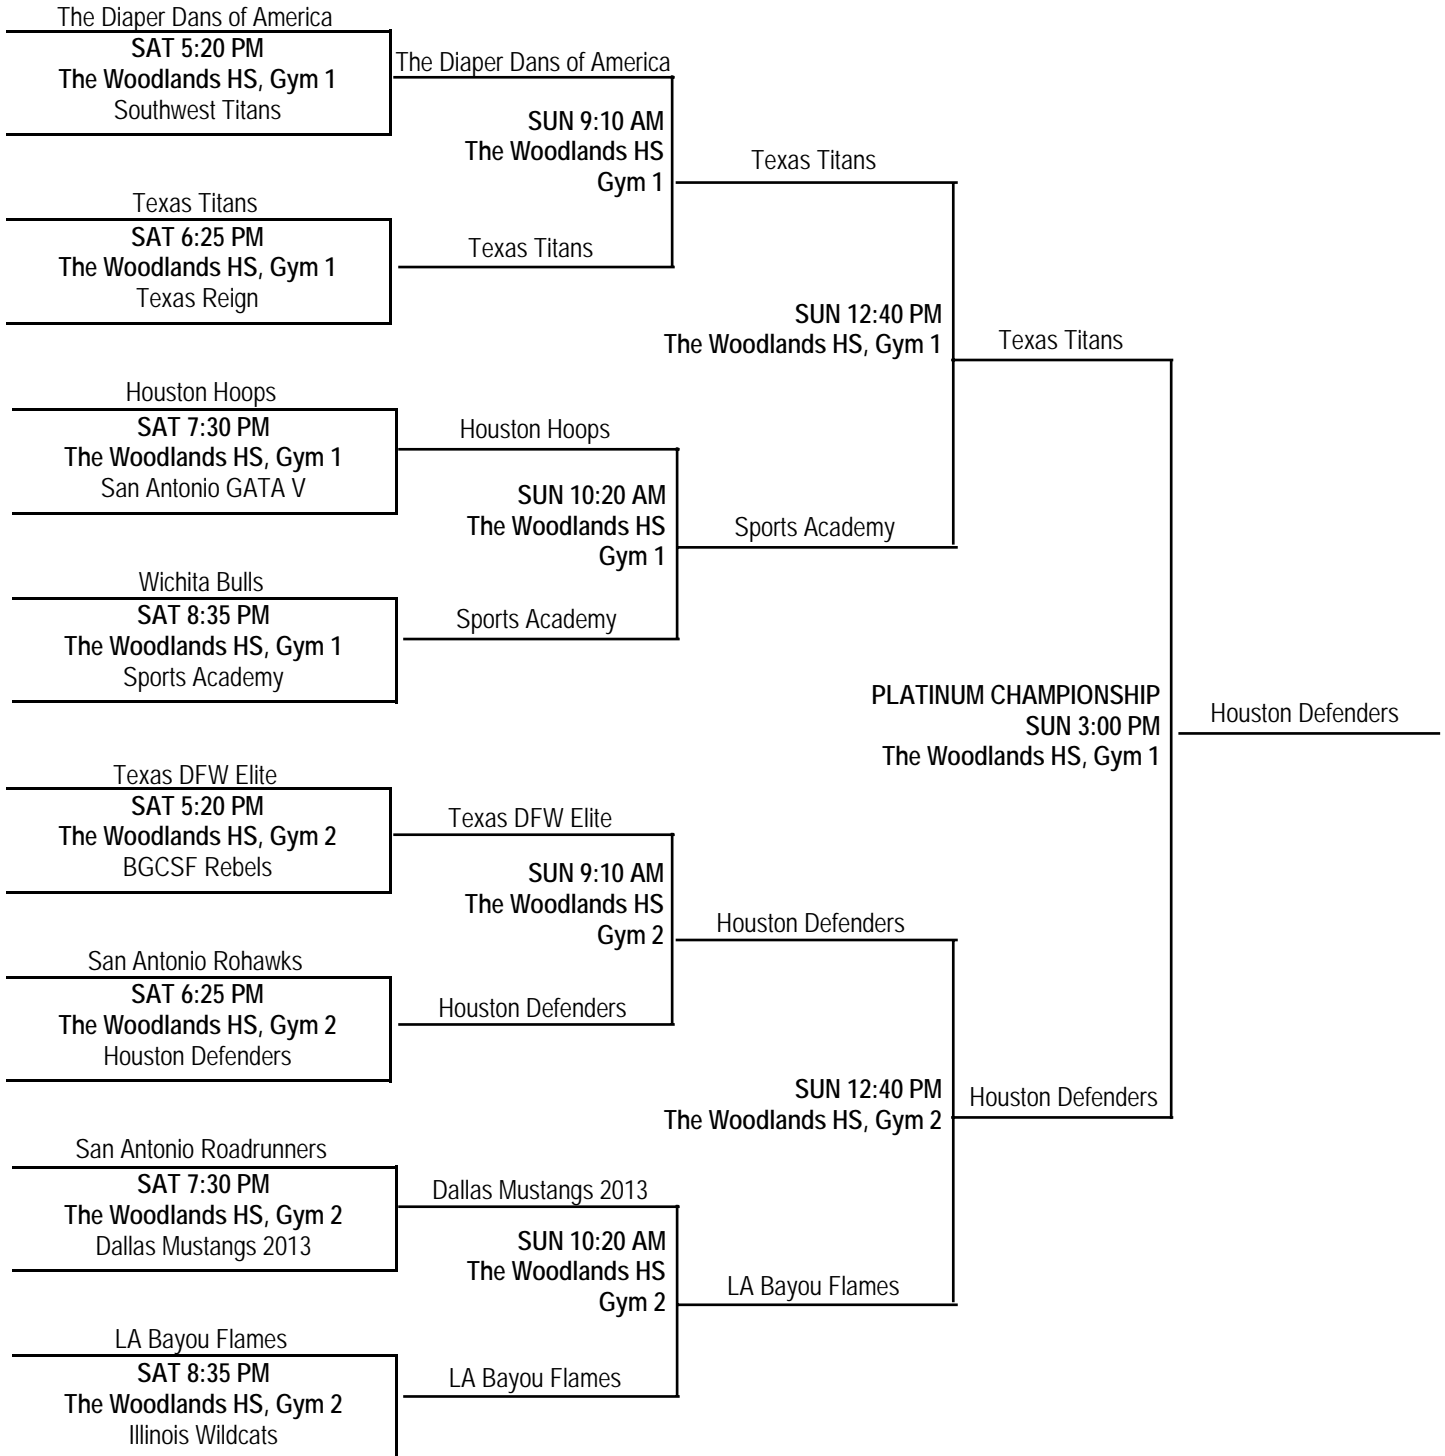 The Diaper Dans of America
SAT 5:20 PM
The Woodlands HS, Gym 1
Southwest Titans
Texas Titans
SAT 6:25 PM
The Woodlands HS, Gym 1
Texas Reign
Houston Hoops
SAT 7:30 PM
The Woodlands HS, Gym 1
San Antonio GATA V
Wichita Bulls
SAT 8:35 PM
The Woodlands HS, Gym 1
Sports Academy
Texas DFW Elite
SAT 5:20 PM
The Woodlands HS, Gym 2
BGCSF Rebels
San Antonio Rohawks
SAT 6:25 PM
The Woodlands HS, Gym 2
Houston Defenders
San Antonio Roadrunners
SAT 7:30 PM
The Woodlands HS, Gym 2
Dallas Mustangs 2013
LA Bayou Flames
SAT 8:35 PM
The Woodlands HS, Gym 2
Illinois Wildcats
The Diaper Dans of America
SUN 9:10 AM
The Woodlands HS
Gym 1
Texas Titans
Houston Hoops
SUN 10:20 AM
The Woodlands HS
Gym 1
Sports Academy
Texas DFW Elite
SUN 9:10 AM
The Woodlands HS
Gym 2
Houston Defenders
Dallas Mustangs 2013
SUN 10:20 AM
The Woodlands HS
Gym 2
LA Bayou Flames
Texas Titans
SUN 12:40 PM
The Woodlands HS, Gym 1
Sports Academy
Houston Defenders
SUN 12:40 PM
The Woodlands HS, Gym 2
LA Bayou Flames
Texas Titans
PLATINUM CHAMPIONSHIP
SUN 3:00 PM
The Woodlands HS, Gym 1
Houston Defenders
Houston Defenders